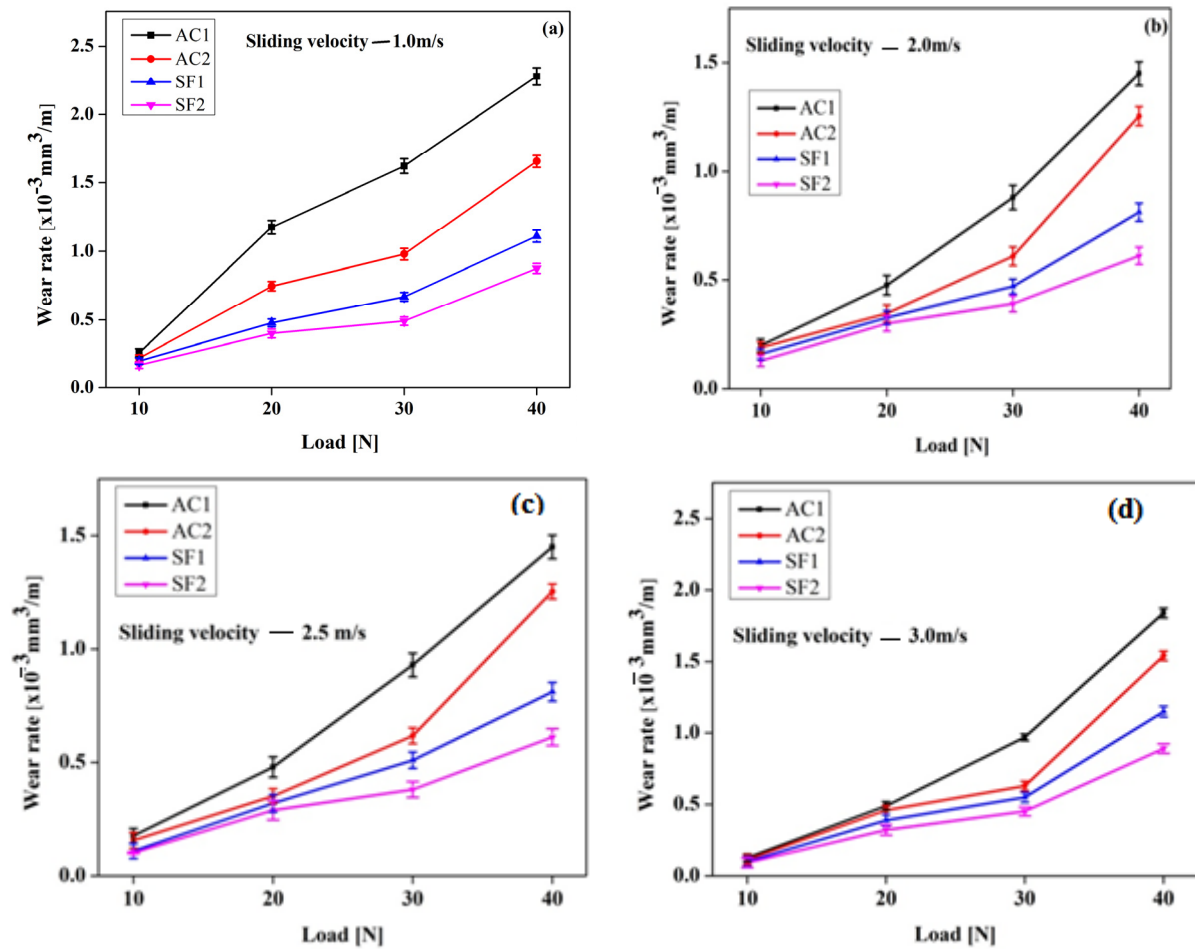 (a)
AC1
AC2
SF1
SF2
Sliding velocity — 1.0m/s
Wear rate [x10⁻³mm³/m]
2.5
2.0
1.5
1.0
0.5
0.0
10 20 30 40
Load [N]
(b)
Sliding velocity — 2.0m/s
AC1
AC2
SF1
SF2
Wear rate [x10⁻³mm³/m]
1.5
1.0
0.5
0.0
10 20 30 40
Load [N]
(c)
AC1
AC2
SF1
SF2
Sliding velocity — 2.5 m/s
Wear rate [x10⁻³mm³/m]
1.5
1.0
0.5
0.0
10 20 30 40
Load [N]
(d)
AC1
AC2
SF1
SF2
Sliding velocity — 3.0m/s
Wear rate [x10⁻³mm³/m]
2.5
2.0
1.5
1.0
0.5
0.0
10 20 30 40
Load [N]